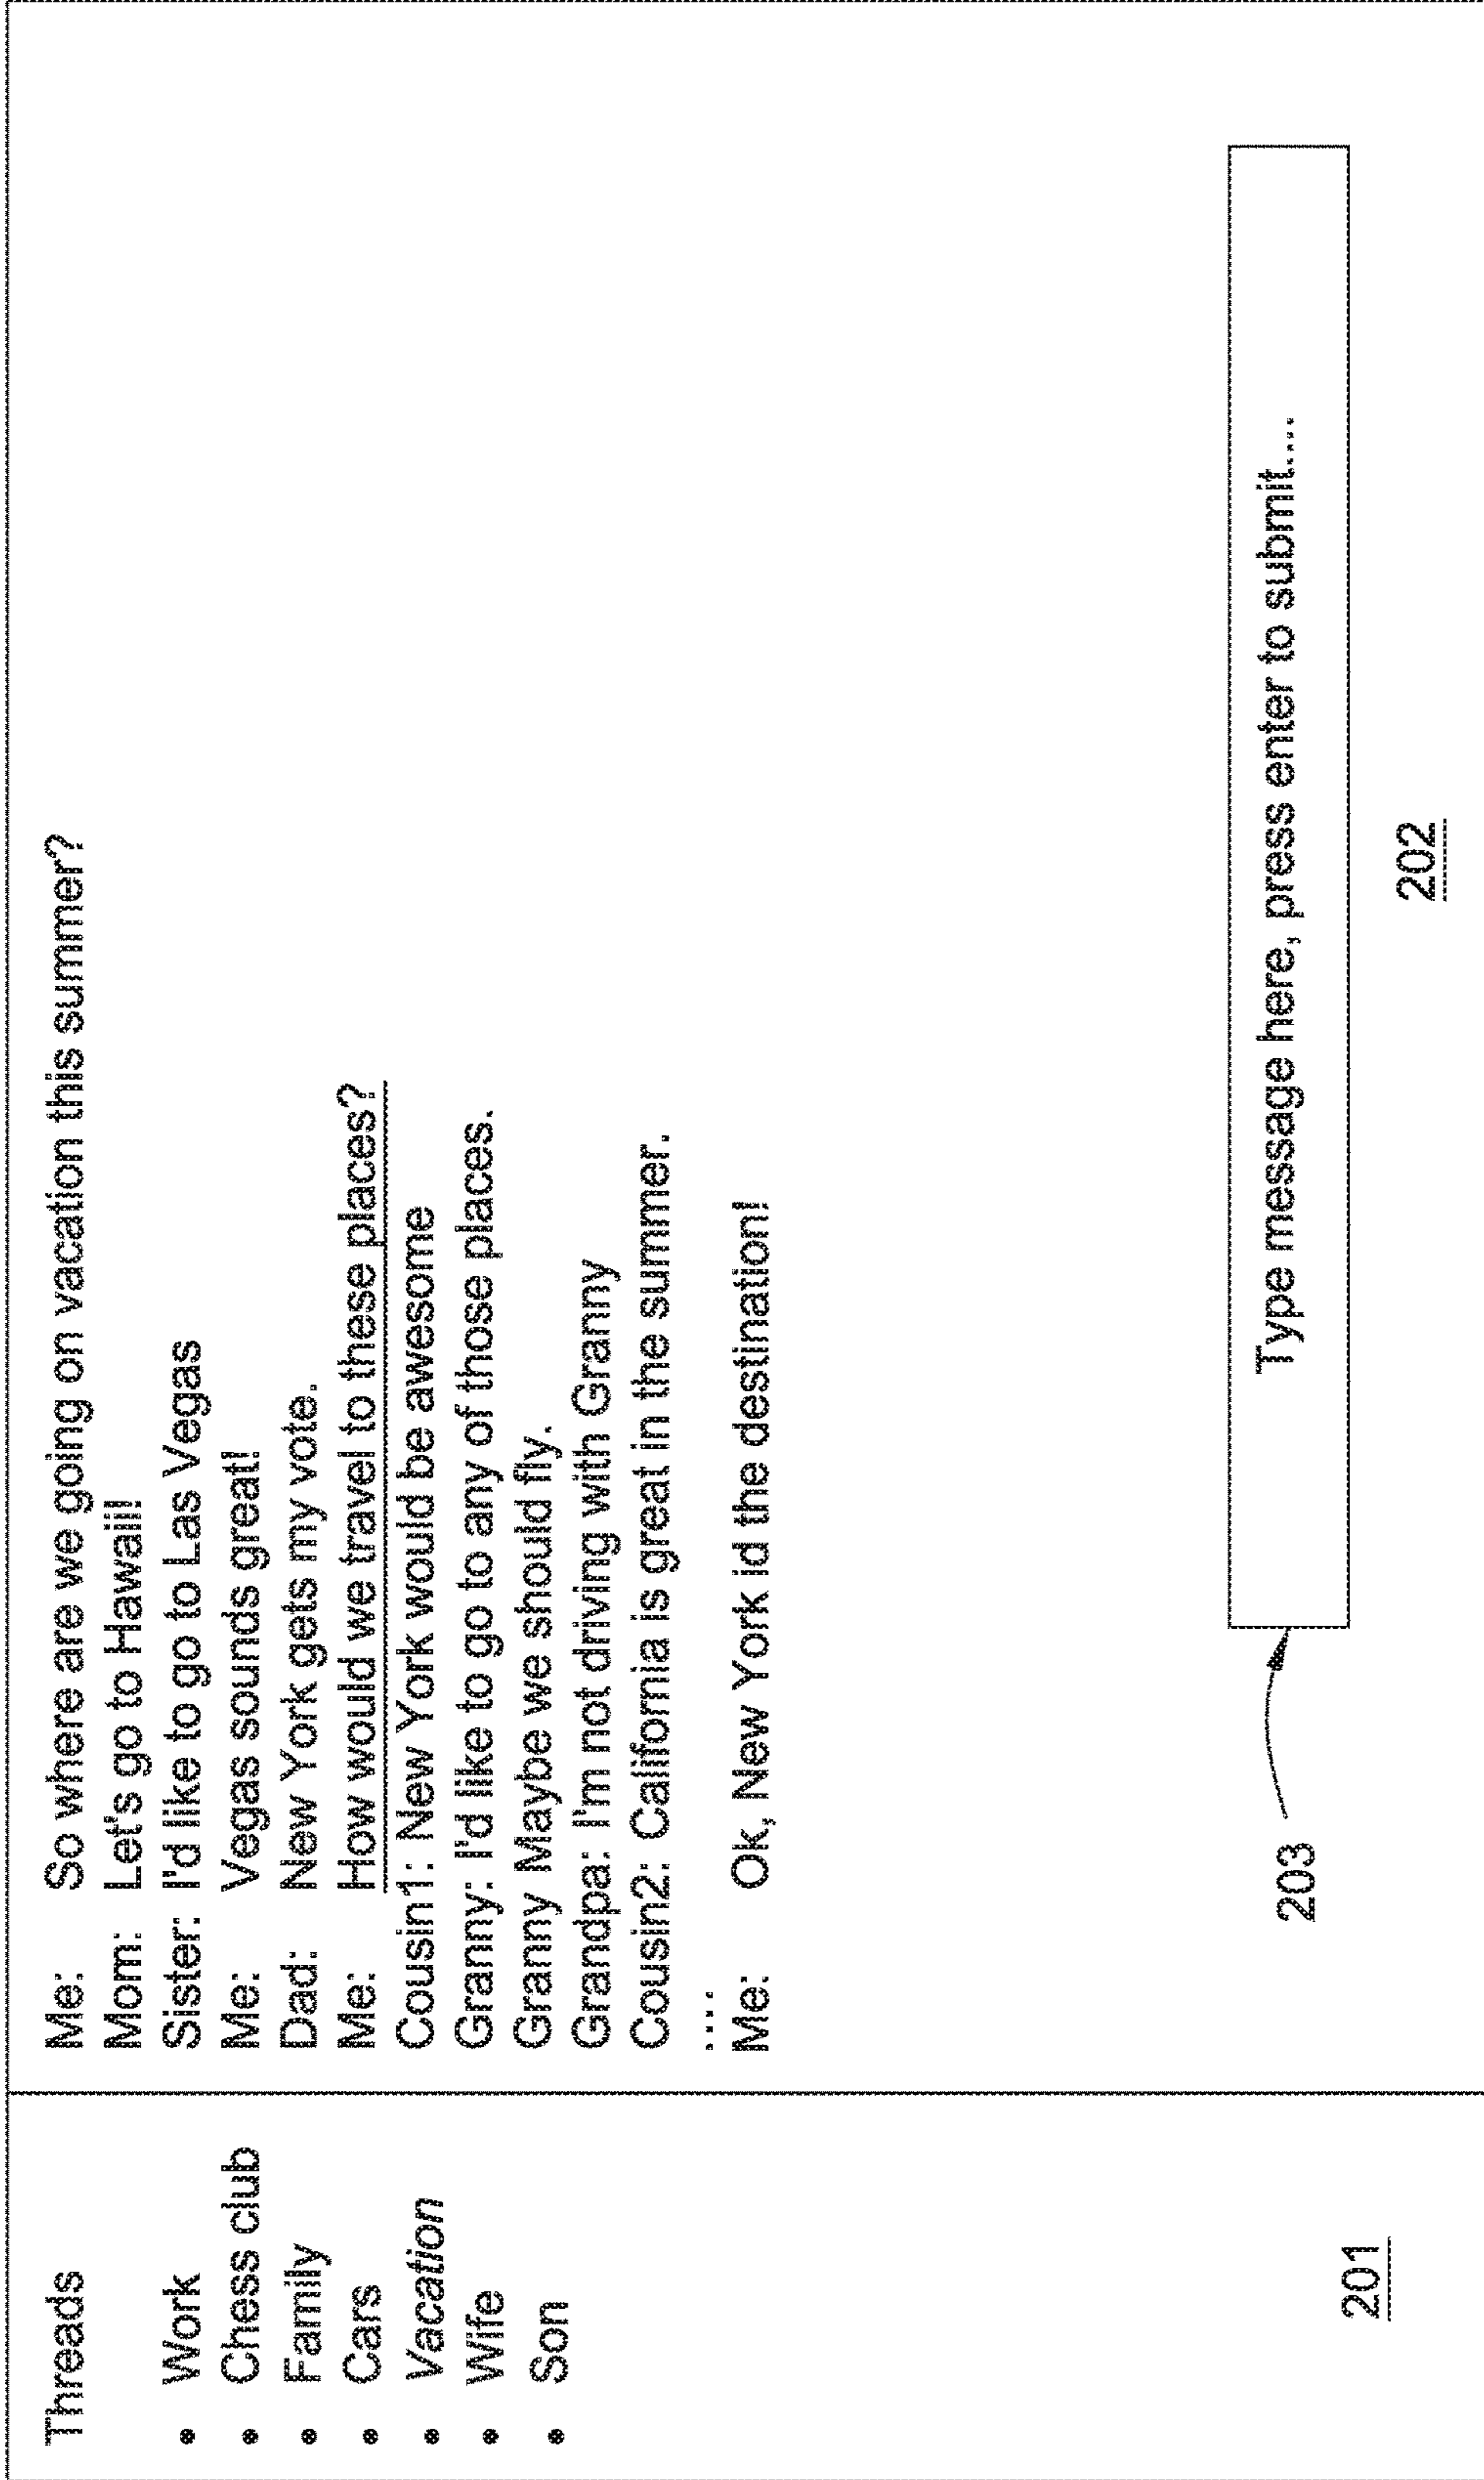 Threads
• Work
• Chess club
• Family
• Cars
• Vacation
• Wife
• Son
201
Me: So where are we going on vacation this summer?
Mom: Let's go to Hawaii!
Sister: I'd like to go to Las Vegas
Me: Vegas sounds great!
Dad: New York gets my vote.
Me: How would we travel to these places?
Cousin1: New York would be awesome
Granny: I'd like to go to any of those places.
Granny Maybe we should fly.
Grandpa: I'm not driving with Granny
Cousin2: California is great in the summer.
....
Me: Ok, New York id the destination!
203
Type message here, press enter to submit....
202